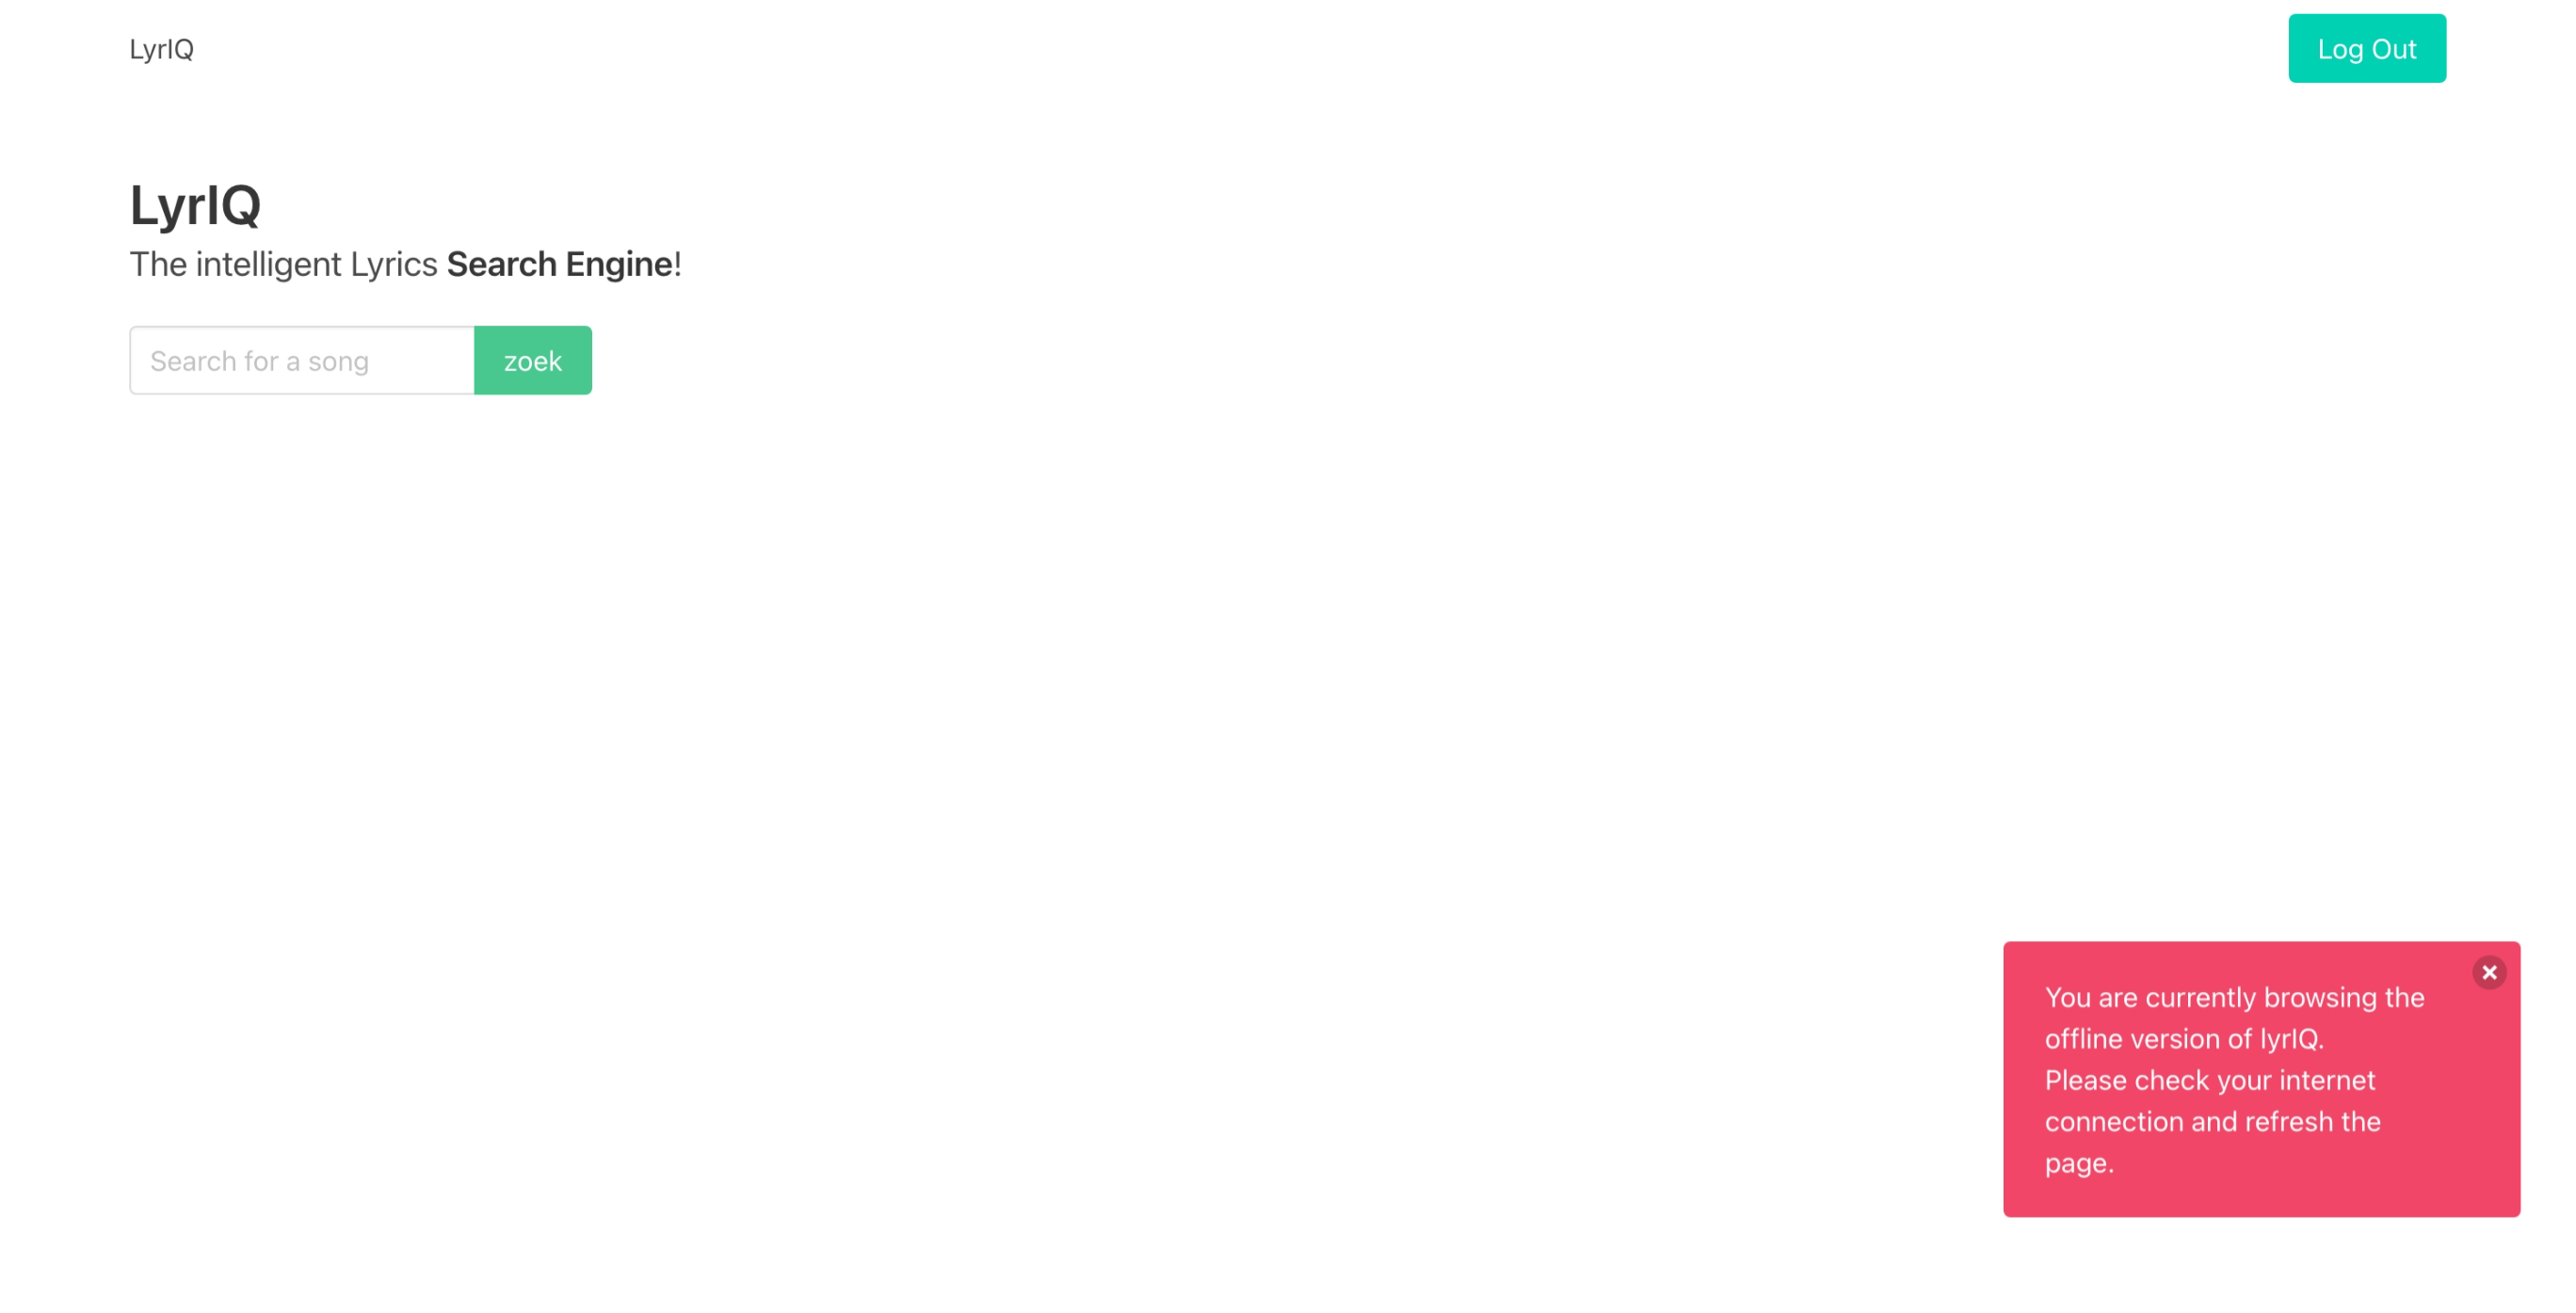 LyrIQ
Log Out
LyrIQ
The intelligent Lyrics Search Engine!
Search for a song
zoek
You are currently browsing the
offline version of lyrIQ.
Please check your internet
connection and refresh the
page.